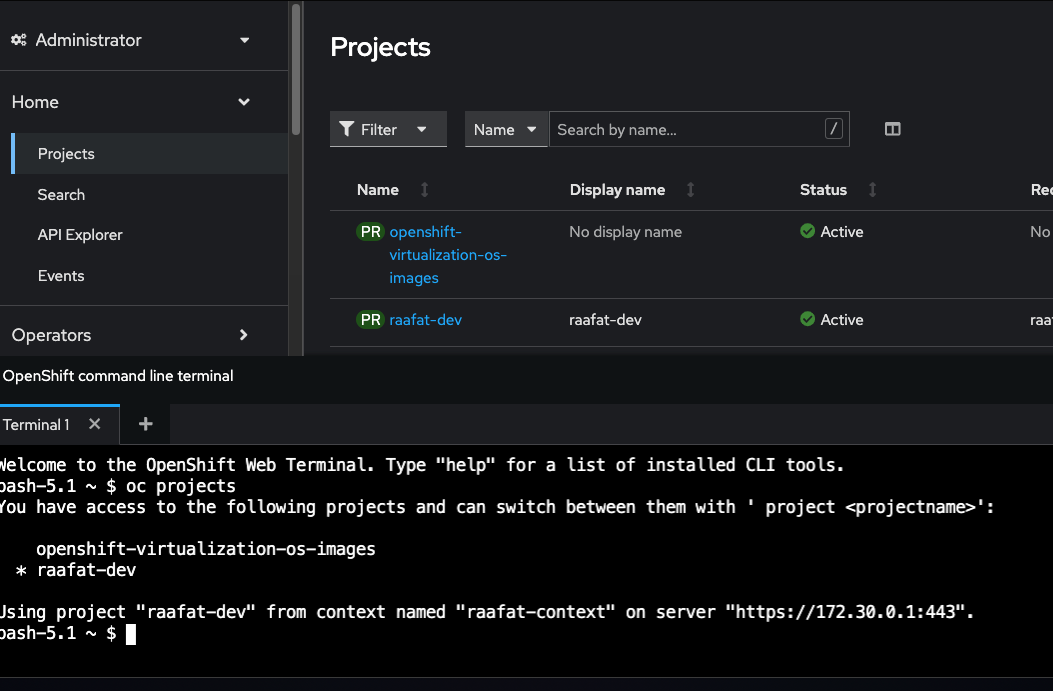 Administrator
Home
Projects
Search
API Explorer
Events
Operators
Projects
Filter
Name
Search by name...
/
Name Display name Status Rec
PR openshift-virtualization-os-images No display name Active No
PR raafat-dev raafat-dev Active raa
OpenShift command line terminal
Terminal 1
Welcome to the OpenShift Web Terminal. Type "help" for a list of installed CLI tools.
bash-5.1 ~ $ oc projects
You have access to the following projects and can switch between them with ' project <projectname>':
openshift-virtualization-os-images
* raafat-dev
Using project "raafat-dev" from context named "raafat-context" on server "https://172.30.0.1:443".
bash-5.1 ~ $